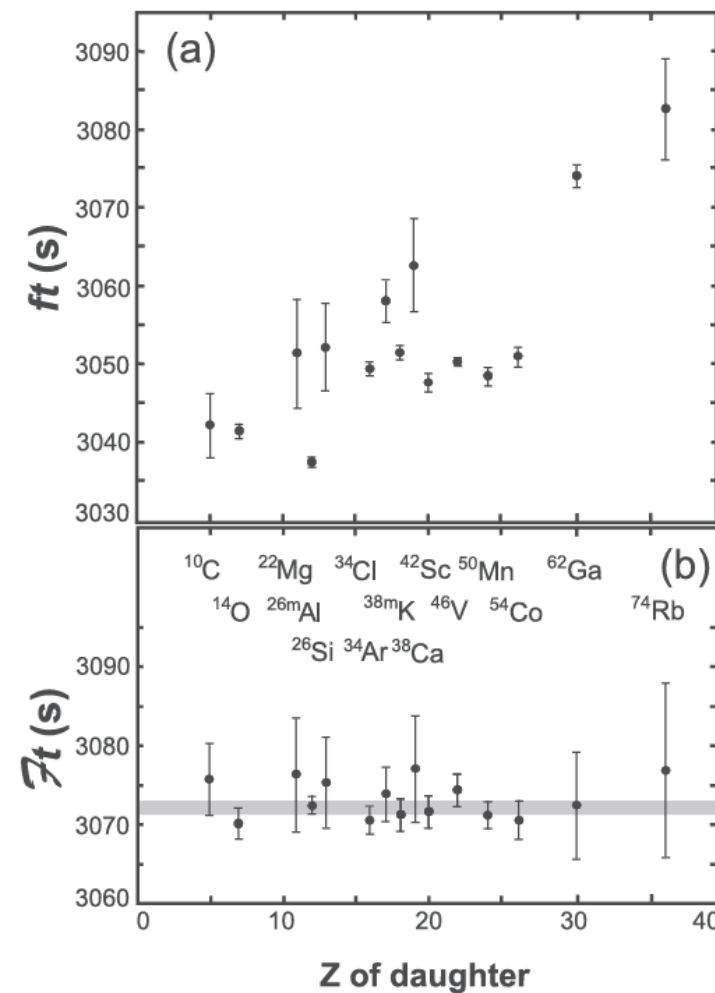 (a)
3090
3080
3070
3060
3050
3040
3030
ft (s)
(b)
¹⁰C ²²Mg ³⁴Cl ⁴²Sc ⁵⁰Mn ⁶²Ga
¹⁴O ²⁶ᵐAl ³⁸ᵐK ⁴⁶V ⁵⁴Co ⁷⁴Rb
²⁶Si ³⁴Ar ³⁸Ca
3090
3080
3070
3060
ℱt (s)
0 10 20 30 40
Z of daughter